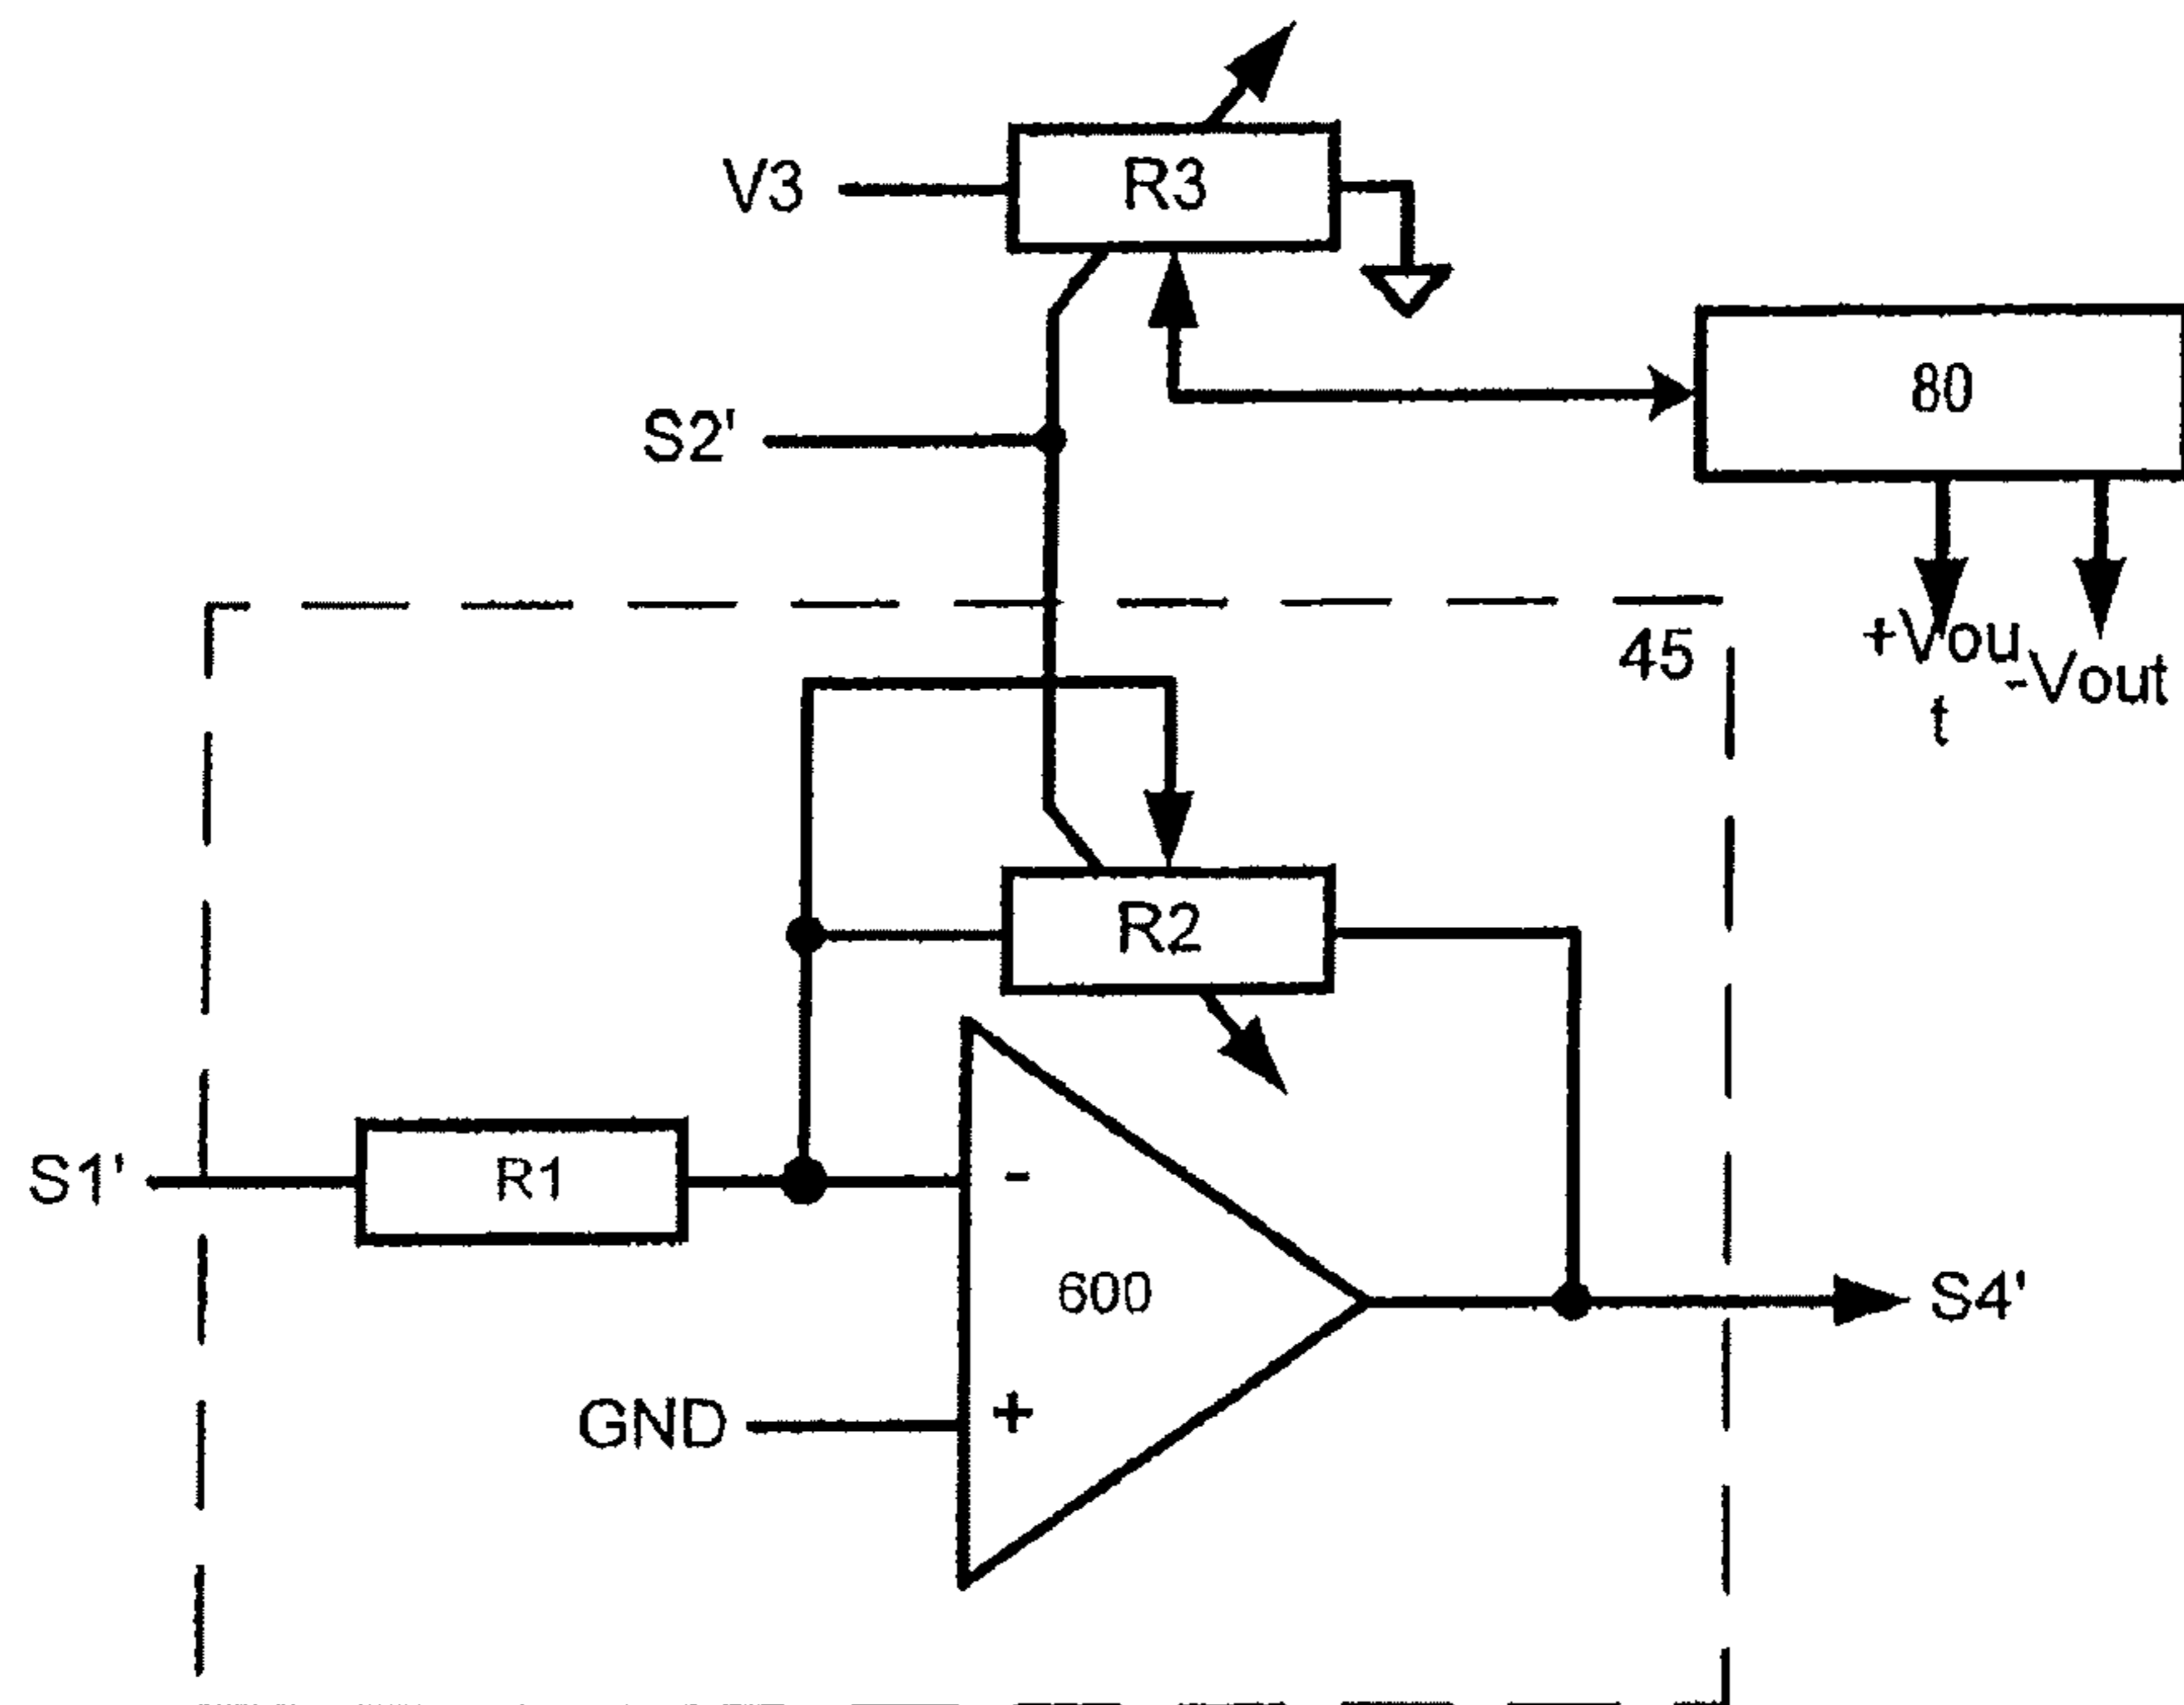 V3
R3
80
S2'
45
+Vou
t
-Vout
R2
S1'
R1
-
600
S4'
GND
+